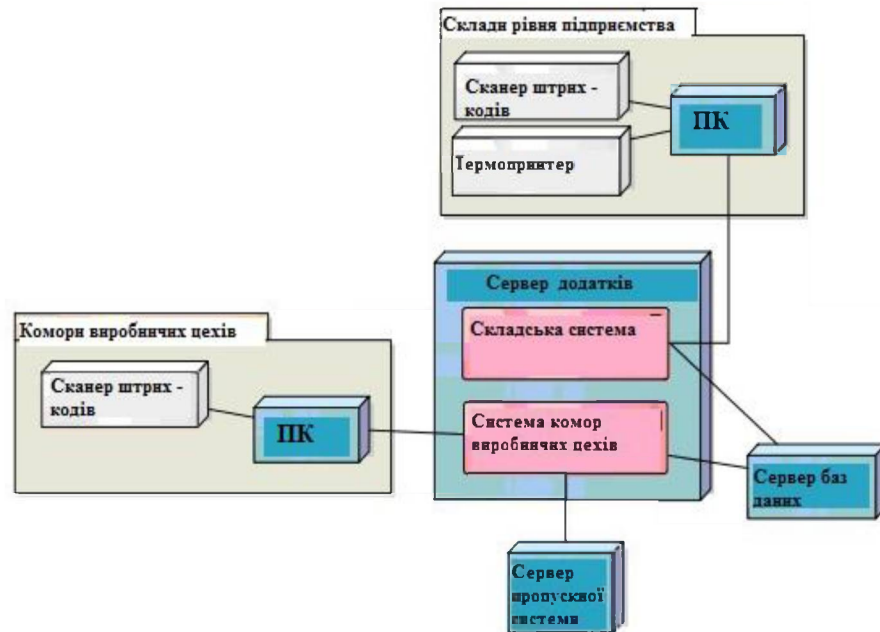 Склади рівня підприємства
Сканер штрих -
кодів
ПК
Термопринтер
Сервер додатків
Складська система
Комори виробничих цехів
Сканер штрих -
кодів
ПК
Система комор
виробничих цехів
Сервер баз
даних
Сервер
пропускної
системи